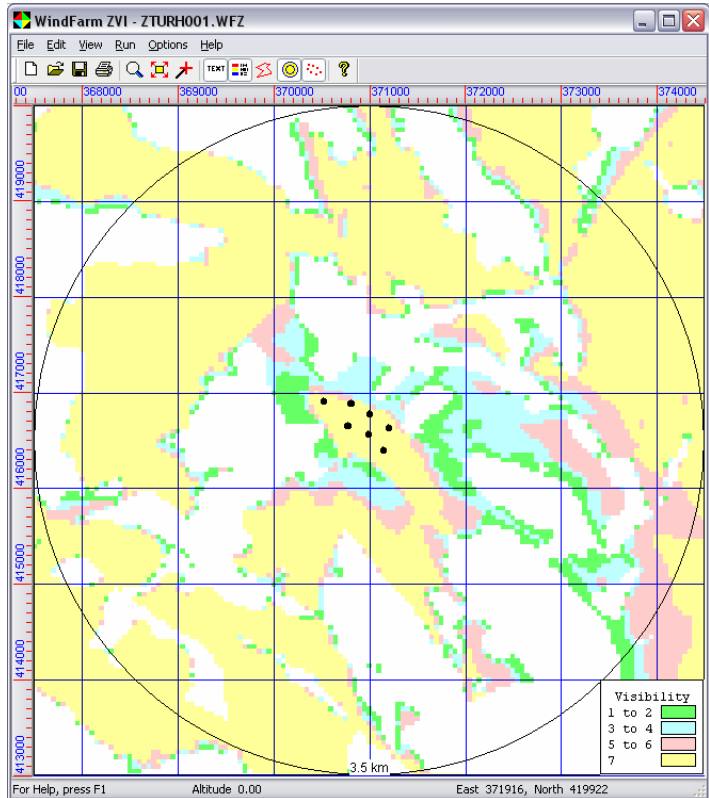 WindFarm ZVI - ZTURH001.WFZ
File Edit View Run Options Help
TEXT
00 368000 369000 370000 371000 372000 373000 374000
419000
418000
417000
416000
415000
414000
413000
3.5 km
Visibility
1 to 2
3 to 4
5 to 6
7
For Help, press F1 Altitude 0.00 East 371916, North 419922